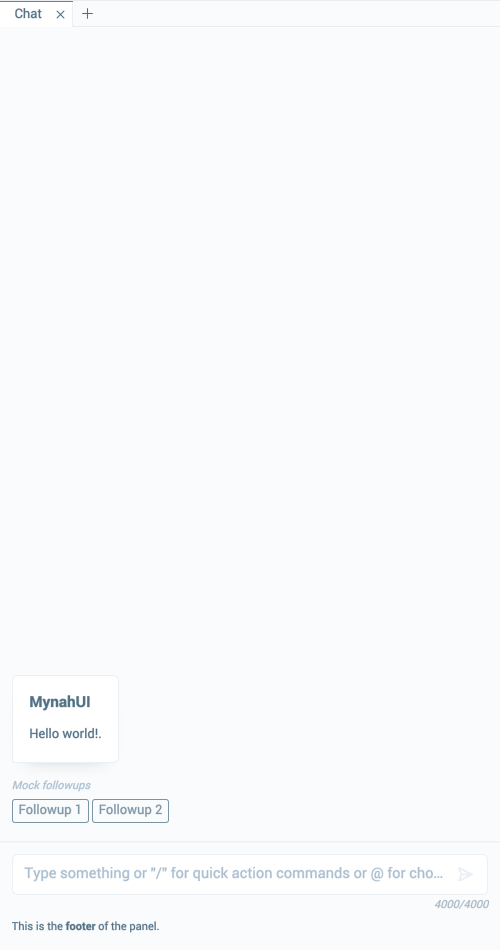 Chat
MynahUI
Hello world!.
Mock followups
Followup 1 Followup 2
Type something or "/" for quick action commands or @ for cho...
4000/4000
This is the footer of the panel.